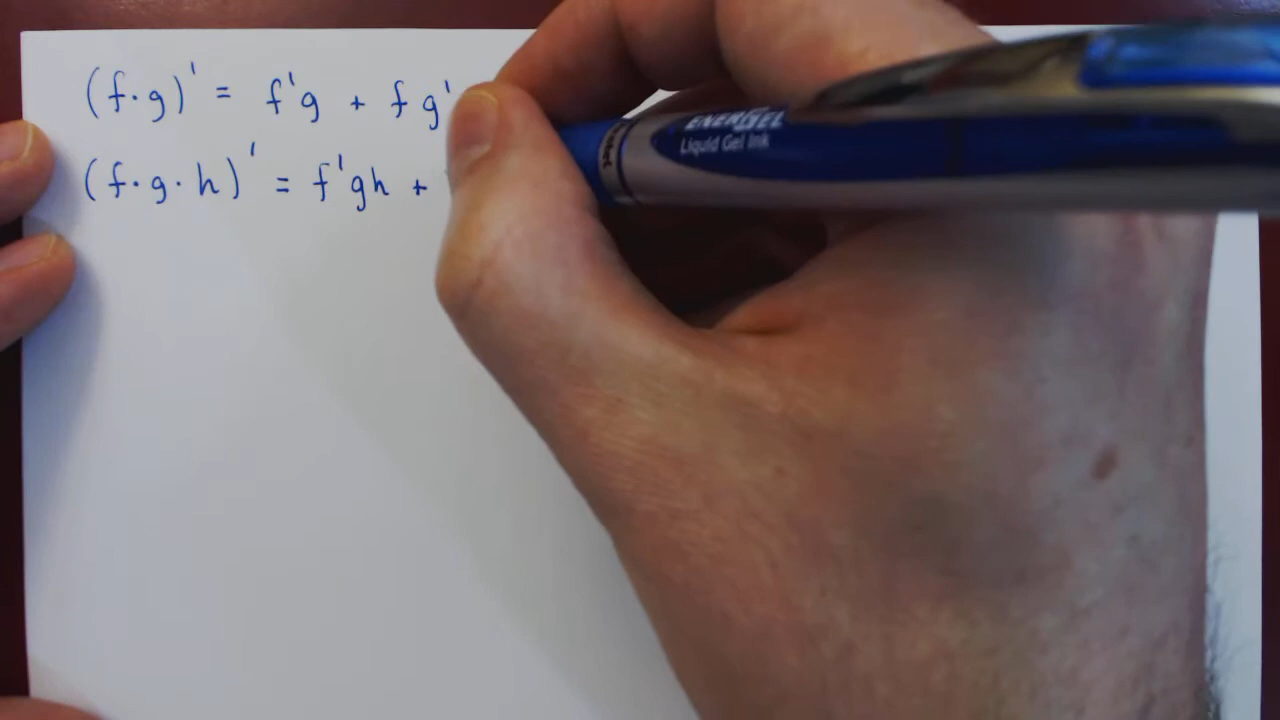 (f·g)' = f'g + fg'
(f·g·h)' = f'gh +
ENERGEL
Liquid Gel Ink